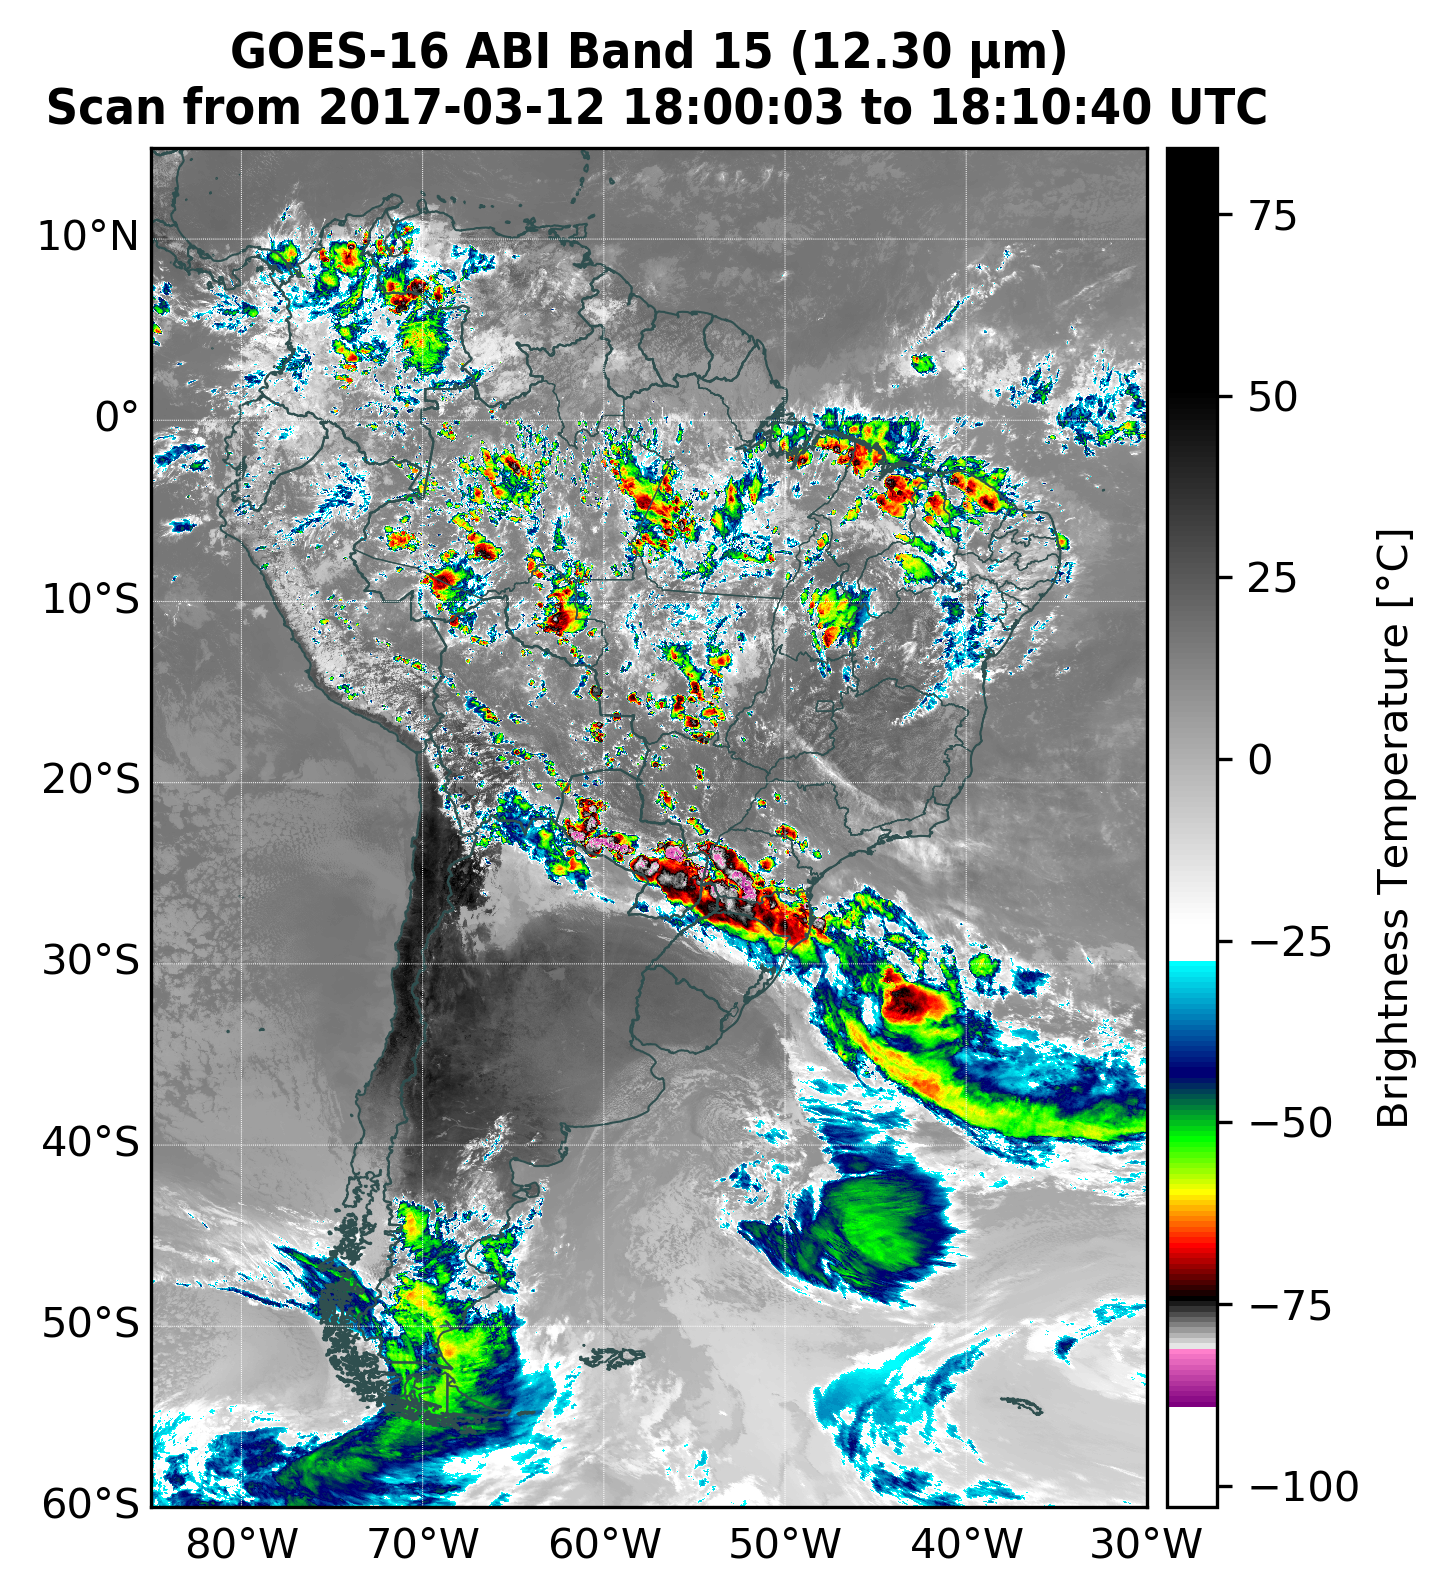 GOES-16 ABI Band 15 (12.30 µm)
Scan from 2017-03-12 18:00:03 to 18:10:40 UTC
10°N
0°
10°S
20°S
30°S
40°S
50°S
60°S
80°W 70°W 60°W 50°W 40°W 30°W
75
50
25
0
−25
−50
−75
−100
Brightness Temperature [°C]